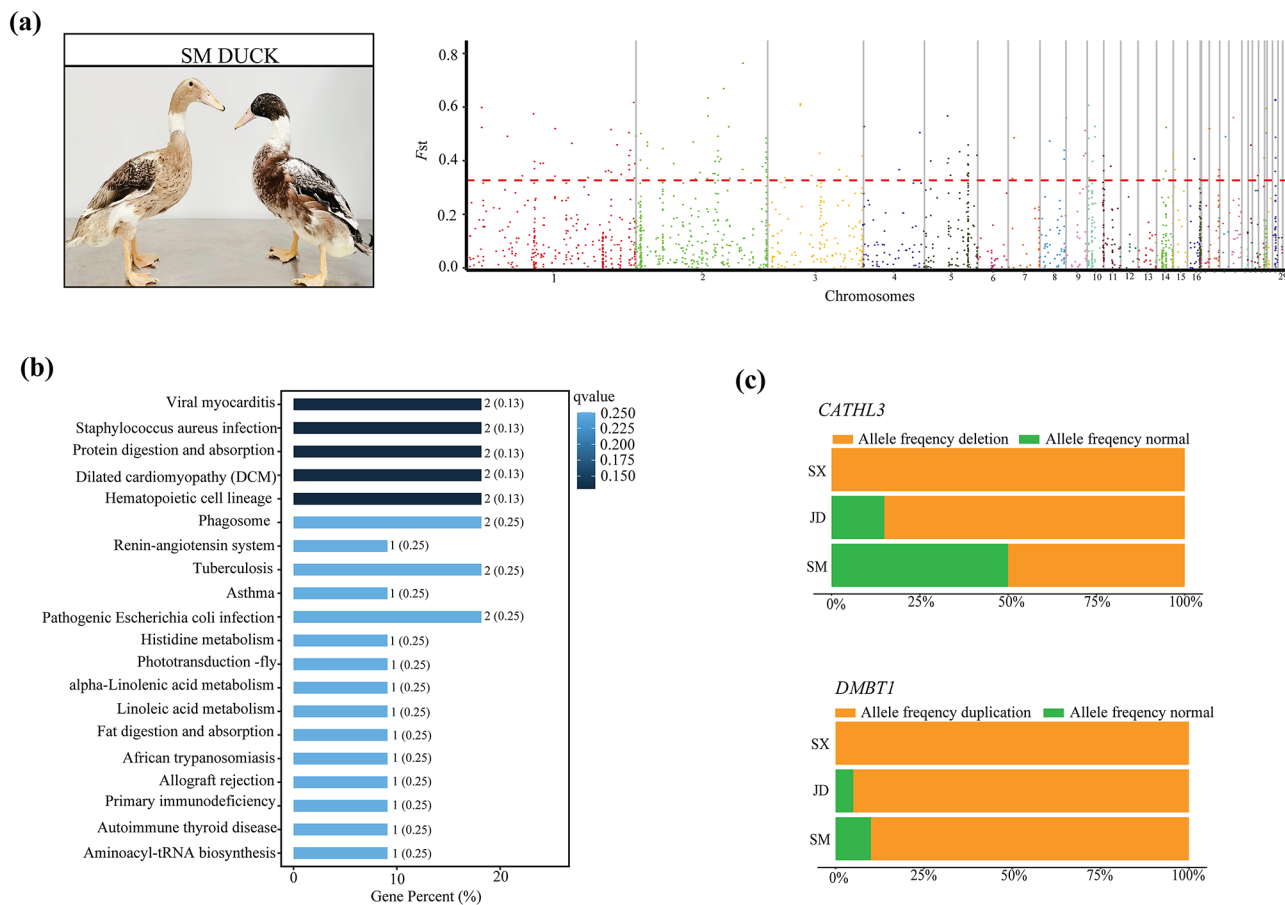 (a)
SM DUCK
Fst
0.8
0.6
0.4
0.2
0.0
1 2 3 4 5 6 7 8 9 10 11 12 13 14 15 16 29
Chromosomes
(b)
Viral myocarditis 2 (0.13)
Staphylococcus aureus infection 2 (0.13)
Protein digestion and absorption 2 (0.13)
Dilated cardiomyopathy (DCM) 2 (0.13)
Hematopoietic cell lineage 2 (0.13)
Phagosome 2 (0.25)
Renin-angiotensin system 1 (0.25)
Tuberculosis 2 (0.25)
Asthma 1 (0.25)
Pathogenic Escherichia coli infection 2 (0.25)
Histidine metabolism 1 (0.25)
Phototransduction -fly 1 (0.25)
alpha-Linolenic acid metabolism 1 (0.25)
Linoleic acid metabolism 1 (0.25)
Fat digestion and absorption 1 (0.25)
African trypanosomiasis 1 (0.25)
Allograft rejection 1 (0.25)
Primary immunodeficiency 1 (0.25)
Autoimmune thyroid disease 1 (0.25)
Aminoacyl-tRNA biosynthesis 1 (0.25)
0 10 20
Gene Percent (%)
qvalue
0.250
0.225
0.200
0.175
0.150
(c)
CATHL3
Allele freqency deletion Allele freqency normal
SX
JD
SM
0% 25% 50% 75% 100%
DMBT1
Allele freqency duplication Allele freqency normal
SX
JD
SM
0% 25% 50% 75% 100%